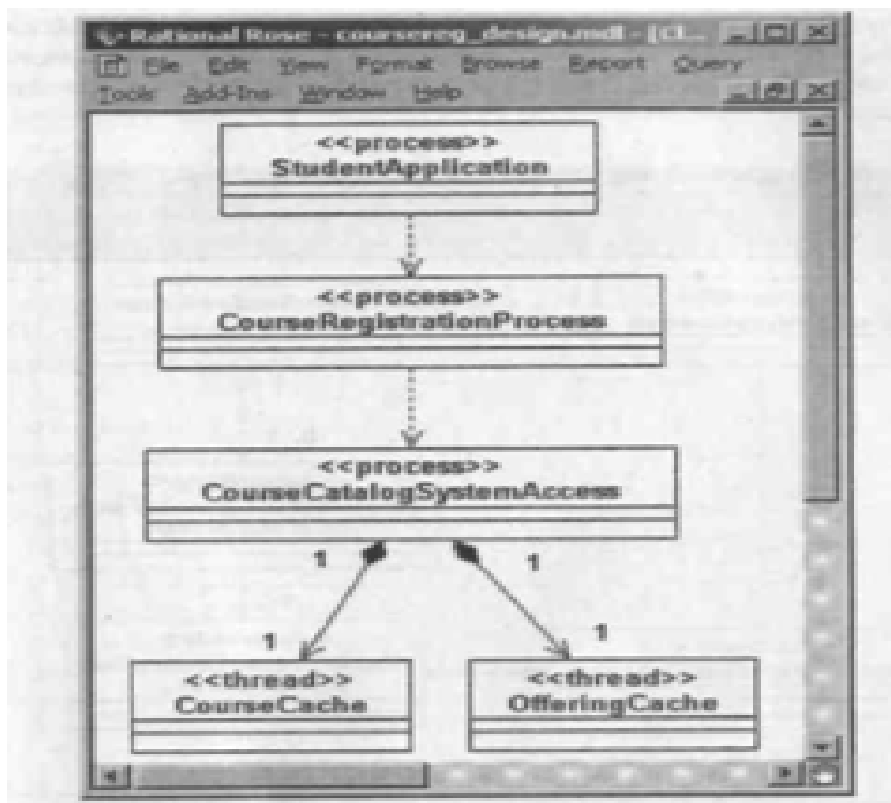 Rational Rose - coursereg_design.mdl - [cl...
File Edit View Format Browse Report Query
Tools Add-Ins Window Help
<<process>>
StudentApplication
<<process>>
CourseRegistrationProcess
<<process>>
CourseCatalogSystemAccess
1 1
1 1
<<thread>> <<thread>>
CourseCache OfferingCache